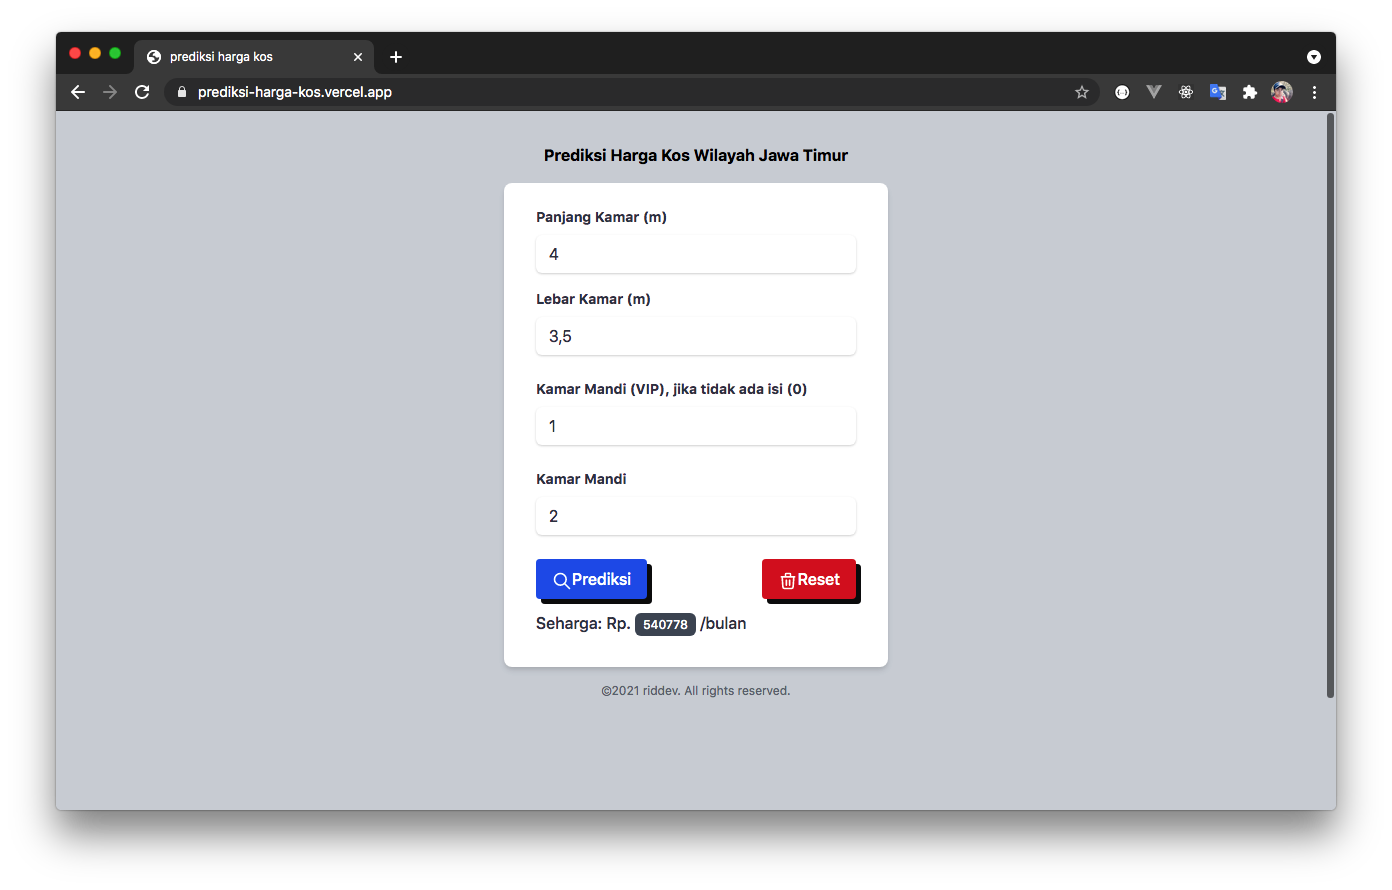 prediksi harga kos
prediksi-harga-kos.vercel.app
Prediksi Harga Kos Wilayah Jawa Timur
Panjang Kamar (m)
4
Lebar Kamar (m)
3,5
Kamar Mandi (VIP), jika tidak ada isi (0)
1
Kamar Mandi
2
Prediksi Reset
Seharga: Rp. 540778 /bulan
©2021 riddev. All rights reserved.